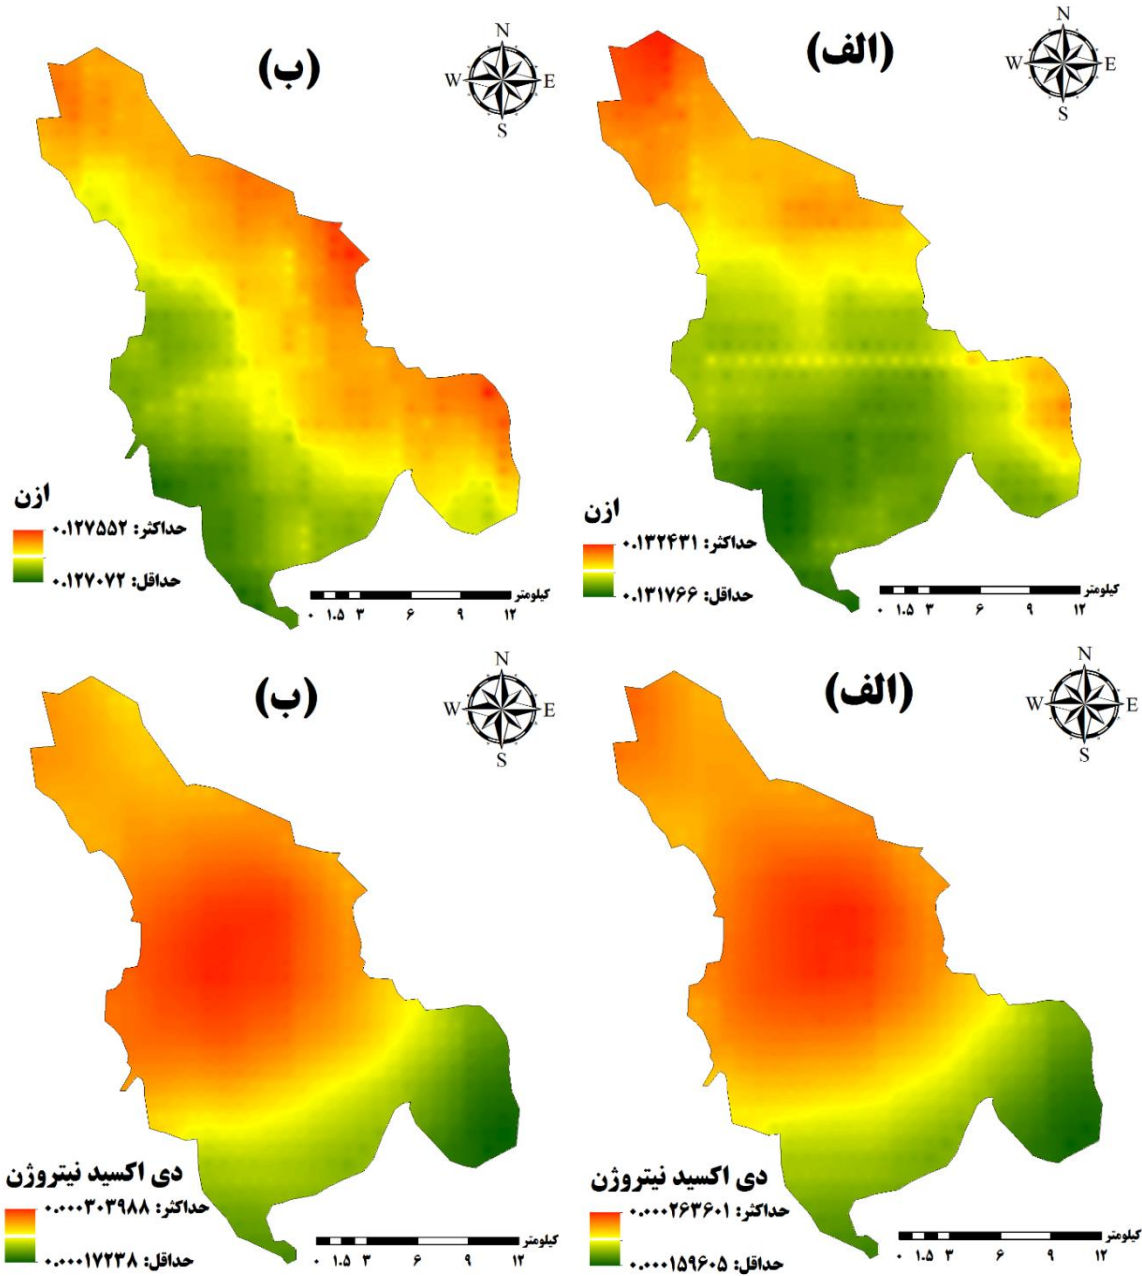 (الف)
N
W E
S
ازن
حداکثر: ۰.۱۳۲۴۳۱
حداقل: ۰.۱۳۱۷۶۶
کیلومتر
۰ ۱.۵ ۳ ۶ ۹ ۱۲
(ب)
N
W E
S
ازن
حداکثر: ۰.۱۲۷۵۵۲
حداقل: ۰.۱۲۷۰۷۲
کیلومتر
۰ ۱.۵ ۳ ۶ ۹ ۱۲
(الف)
N
W E
S
دی اکسید نیتروژن
حداکثر: ۰.۰۰۰۲۶۳۶۰۱
حداقل: ۰.۰۰۰۱۵۹۶۰۵
کیلومتر
۰ ۱.۵ ۳ ۶ ۹ ۱۲
(ب)
N
W E
S
دی اکسید نیتروژن
حداکثر: ۰.۰۰۰۳۰۳۹۸۸
حداقل: ۰.۰۰۰۱۷۲۳۸
کیلومتر
۰ ۱.۵ ۳ ۶ ۹ ۱۲